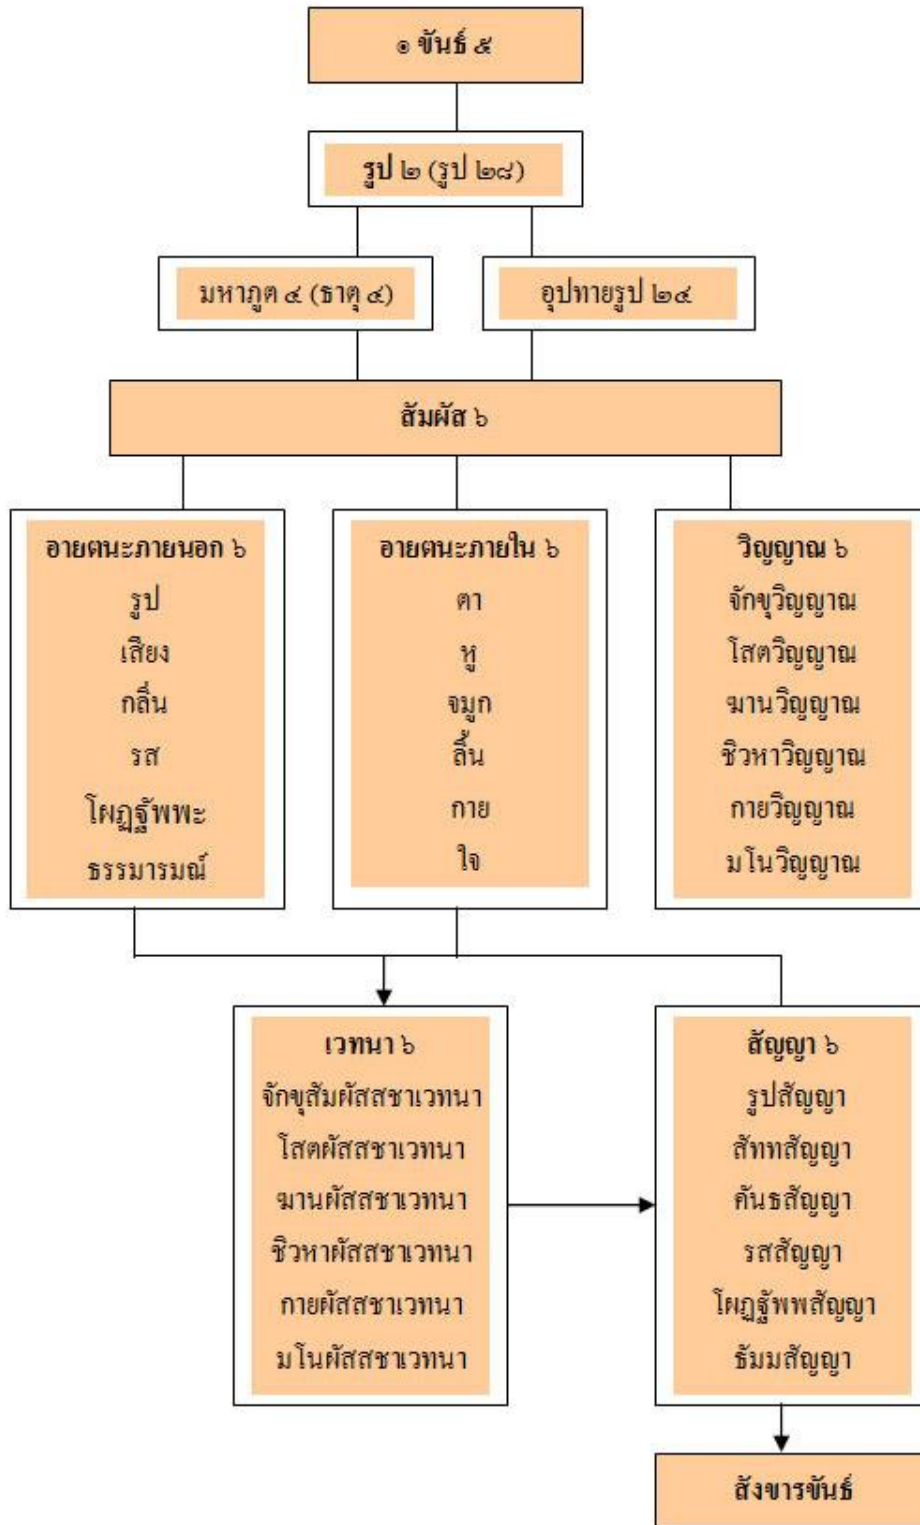 ๑ ขันธ์ ๕
รูป ๒ (รูป ๒๘)
มหาภูต ๔ (ธาตุ ๔)
อุปทายรูป ๒๔
สัมผัส ๖
อายตนะภายนอก ๖
รูป
เสียง
กลิ่น
รส
โผฏฐัพพะ
ธรรมารมณ์
อายตนะภายใน ๖
ตา
หู
จมูก
ลิ้น
กาย
ใจ
วิญญาณ ๖
จักขุวิญญาณ
โสตวิญญาณ
ฆานวิญญาณ
ชิวหาวิญญาณ
กายวิญญาณ
มโนวิญญาณ
เวทนา ๖
จักขุสัมผัสสชาเวทนา
โสตผัสสชาเวทนา
ฆานผัสสชาเวทนา
ชิวหาผัสสชาเวทนา
กายผัสสชาเวทนา
มโนผัสสชาเวทนา
สัญญา ๖
รูปสัญญา
สัททสัญญา
คันธสัญญา
รสสัญญา
โผฏฐัพพสัญญา
ธัมมสัญญา
สังขารขันธ์